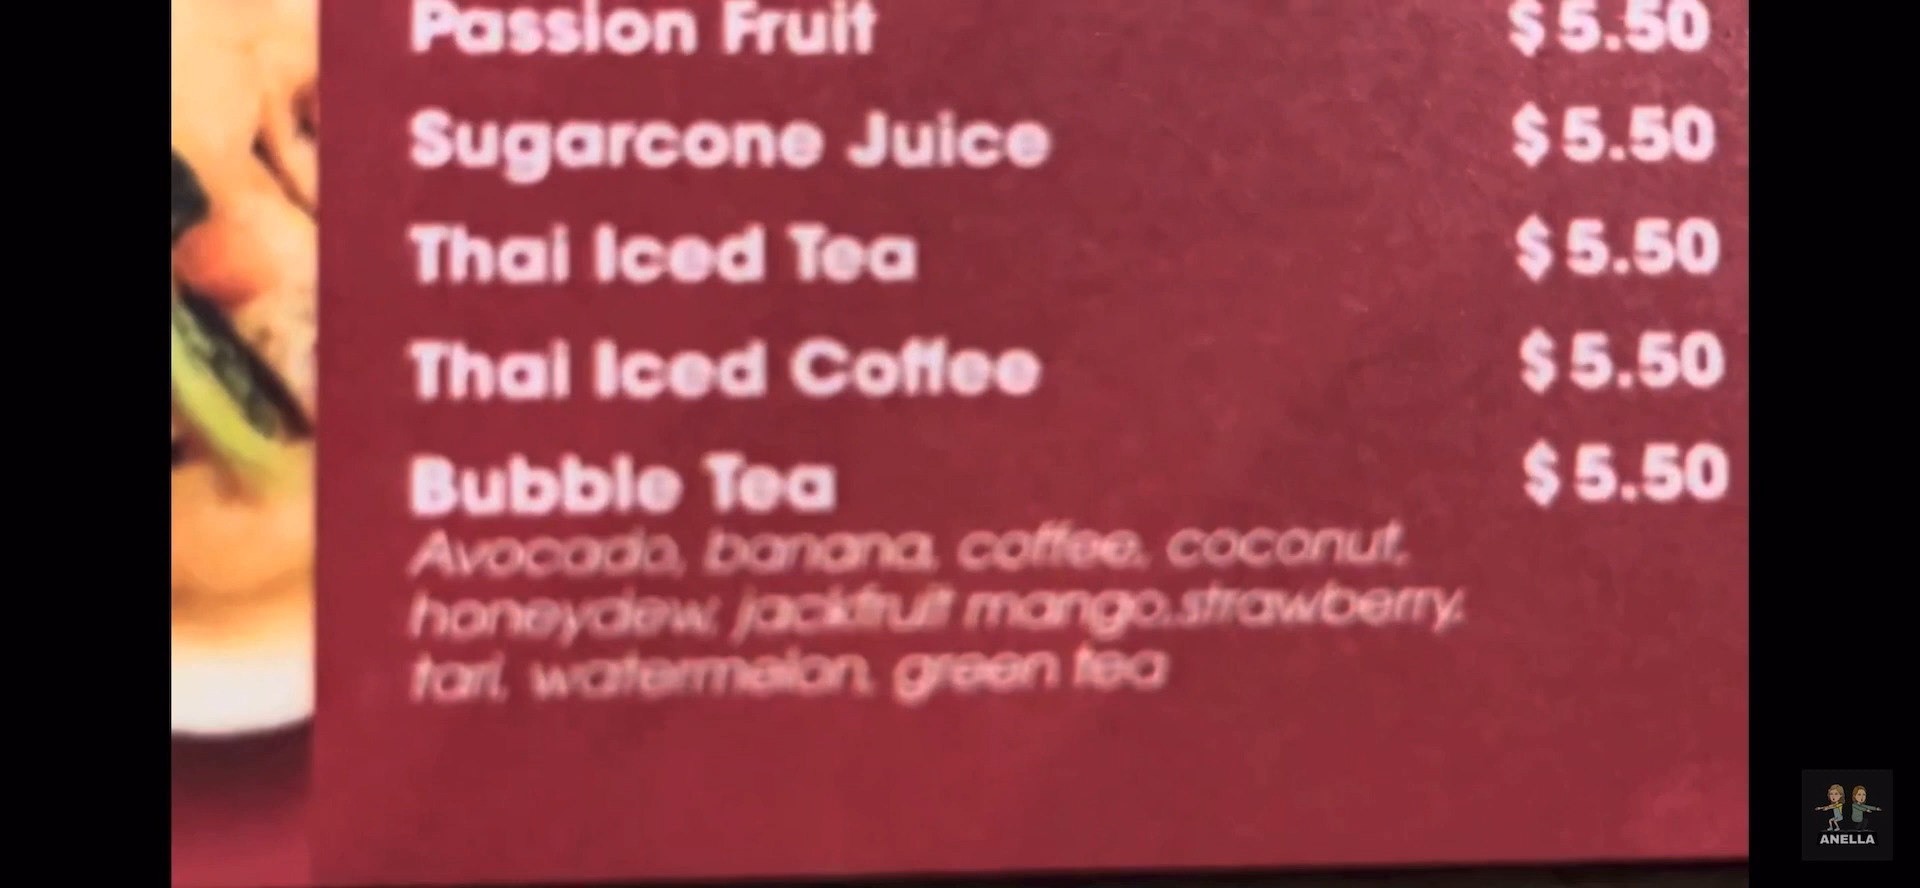 Passion Fruit $5.50
Sugarcone Juice $5.50
Thai Iced Tea $5.50
Thai Iced Coffee $5.50
Bubble Tea $5.50
Avocado, banana, coffee, coconut,
honeydew, jackfruit mango.strawberry,
tari, watermelon, green tea
ANELLA